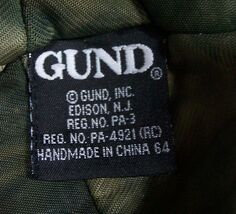 GUND®
© GUND, INC.
EDISON, N.J.
REG. NO. PA-3
REG. NO. PA-4921 (RC)
HANDMADE IN CHINA 64